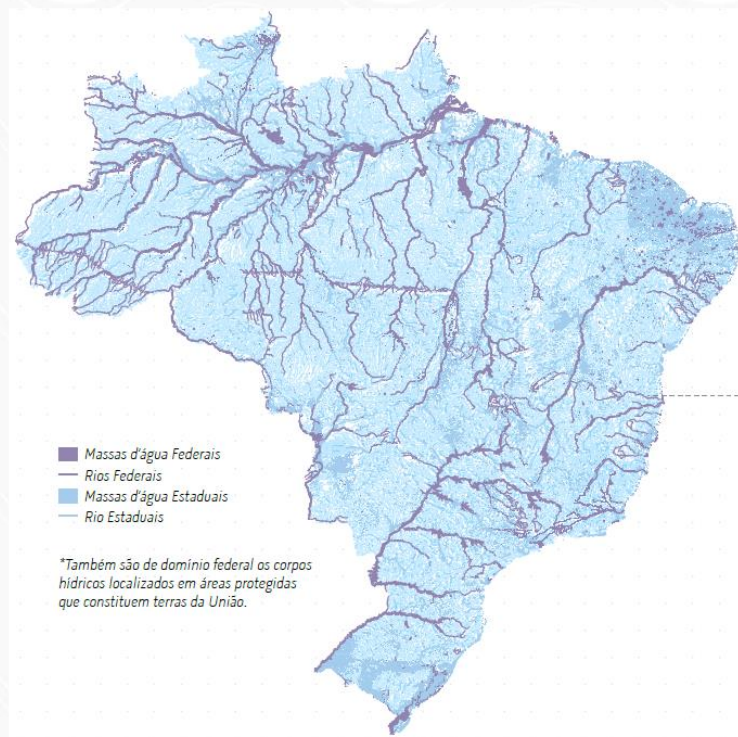 Massas d'água Federais
Rios Federais
Massas d'água Estaduais
Rio Estaduais
*Também são de domínio federal os corpos
hídricos localizados em áreas protegidas
que constituem terras da União.